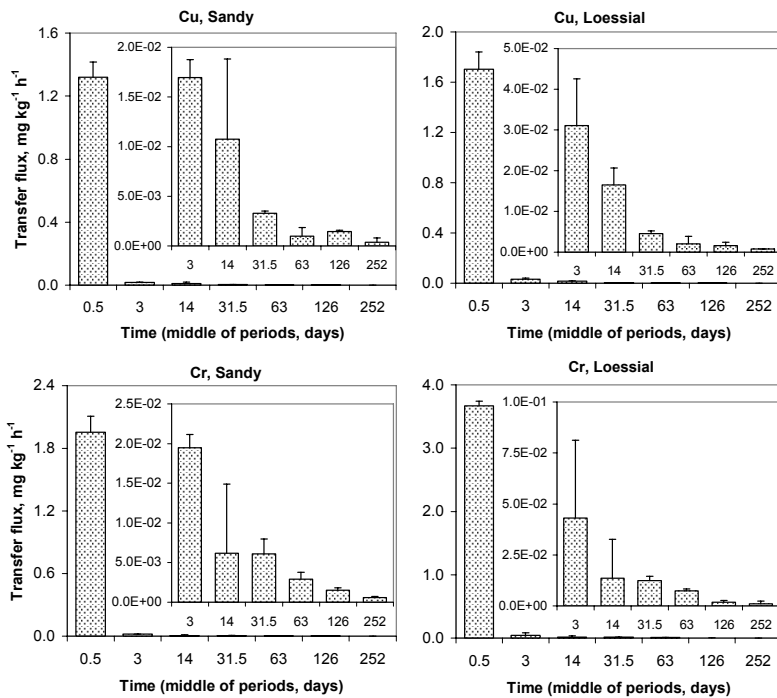 Cu, Sandy
Transfer flux, mg kg⁻¹ h⁻¹
1.6
1.2
0.8
0.4
0.0
2.0E-02
1.5E-02
1.0E-02
5.0E-03
0.0E+00
3 14 31.5 63 126 252
0.5 3 14 31.5 63 126 252
Time (middle of periods, days)
Cu, Loessial
2.0
1.6
1.2
0.8
0.4
0.0
5.0E-02
4.0E-02
3.0E-02
2.0E-02
1.0E-02
0.0E+00
3 14 31.5 63 126 252
0.5 3 14 31.5 63 126 252
Time (middle of periods, days)
Cr, Sandy
Transfer flux, mg kg⁻¹ h⁻¹
2.4
1.8
1.2
0.6
0.0
2.5E-02
2.0E-02
1.5E-02
1.0E-02
5.0E-03
0.0E+00
3 14 31.5 63 126 252
0.5 3 14 31.5 63 126 252
Time (middle of periods, days)
Cr, Loessial
4.0
3.0
2.0
1.0
0.0
1.0E-01
7.5E-02
5.0E-02
2.5E-02
0.0E+00
3 14 31.5 63 126 252
0.5 3 14 31.5 63 126 252
Time (middle of periods, days)